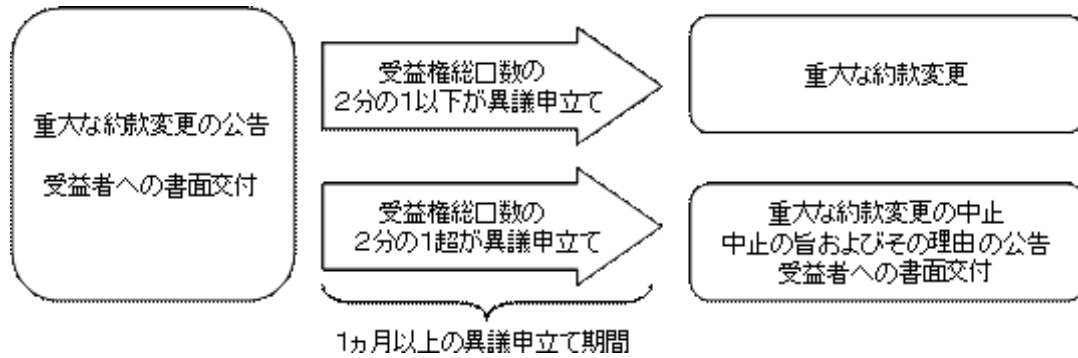 重大な約款変更の公告
受益者への書面交付
受益権総口数の
2分の1以下が異議申立て
重大な約款変更
受益権総口数の
2分の1超が異議申立て
重大な約款変更の中止
中止の旨およびその理由の公告
受益者への書面交付
1ヵ月以上の異議申立て期間